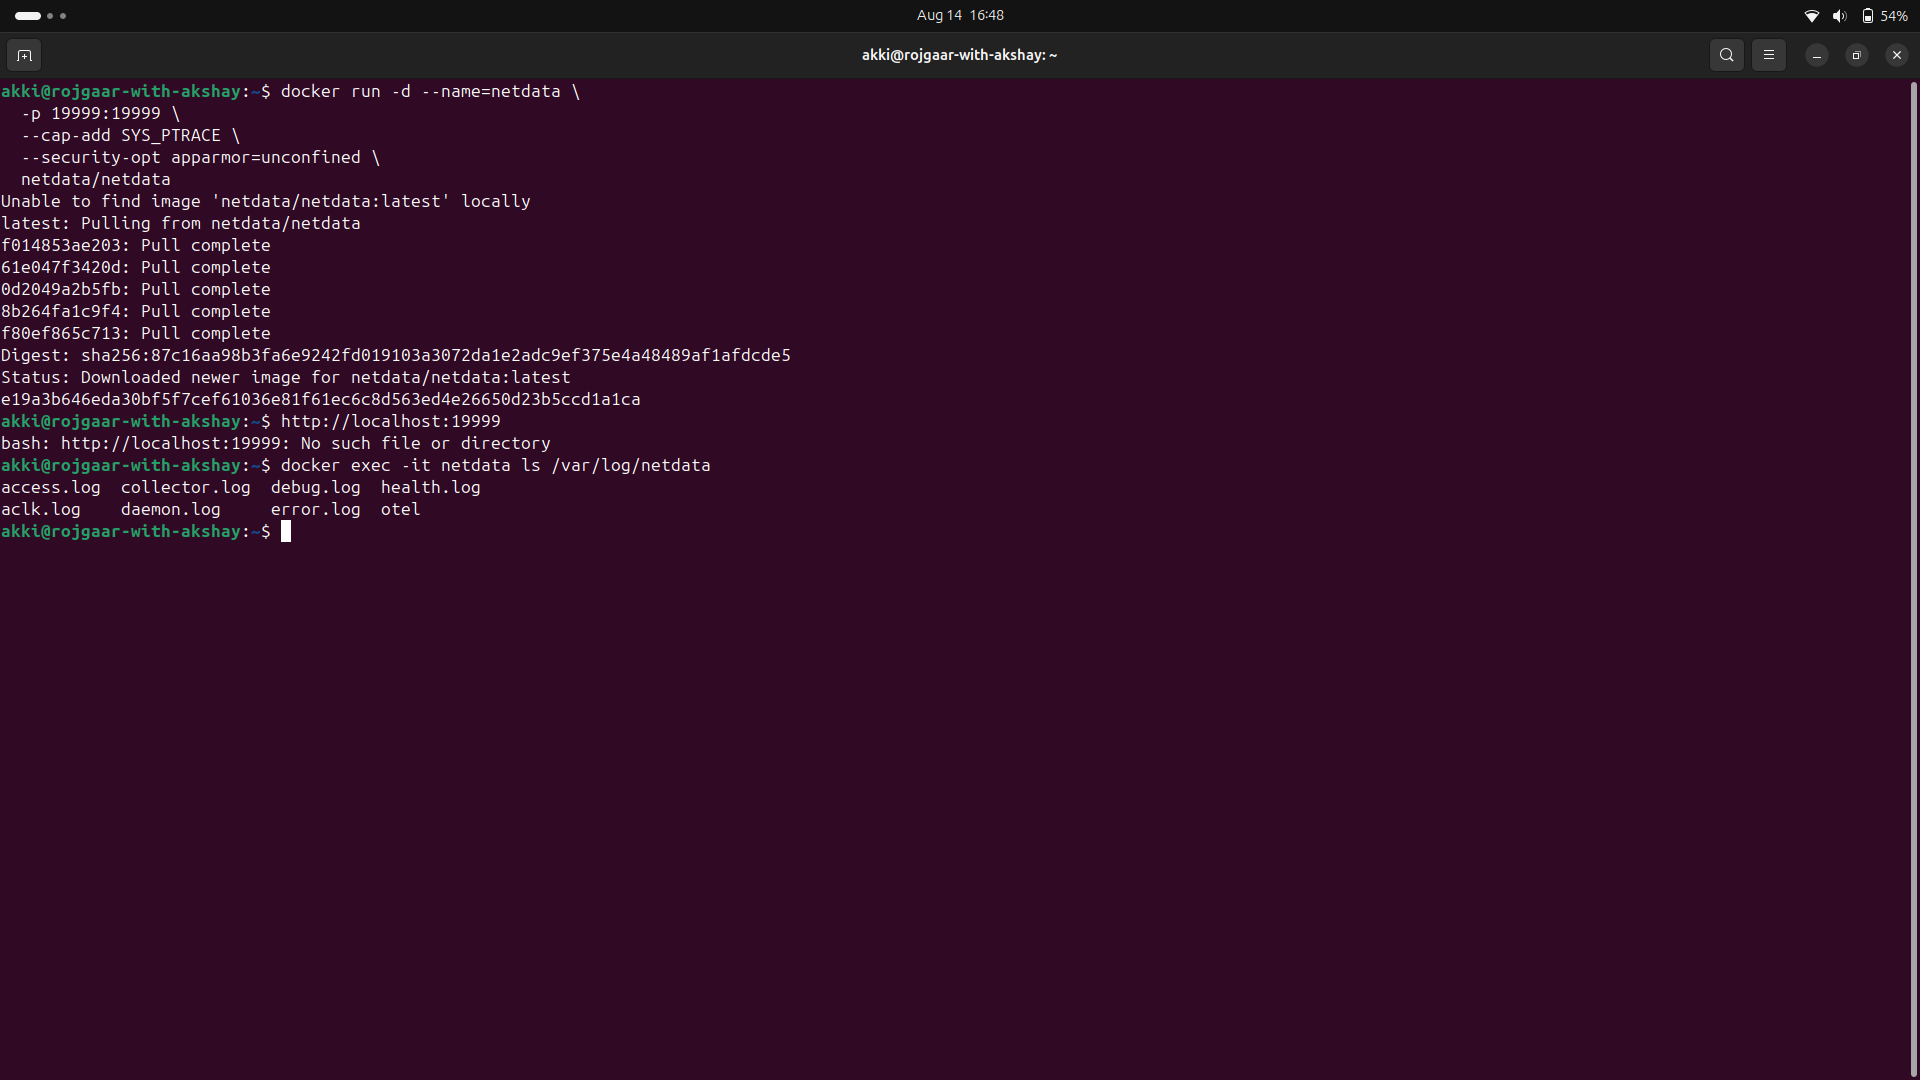 Aug 14 16:48
54%
akki@rojgaar-with-akshay: ~
akki@rojgaar-with-akshay:~$ docker run -d --name=netdata \
  -p 19999:19999 \
  --cap-add SYS_PTRACE \
  --security-opt apparmor=unconfined \
  netdata/netdata
Unable to find image 'netdata/netdata:latest' locally
latest: Pulling from netdata/netdata
f014853ae203: Pull complete
61e047f3420d: Pull complete
0d2049a2b5fb: Pull complete
8b264fa1c9f4: Pull complete
f80ef865c713: Pull complete
Digest: sha256:87c16aa98b3fa6e9242fd019103a3072da1e2adc9ef375e4a48489af1afdcde5
Status: Downloaded newer image for netdata/netdata:latest
e19a3b646eda30bf5f7cef61036e81f61ec6c8d563ed4e26650d23b5ccd1a1ca
akki@rojgaar-with-akshay:~$ http://localhost:19999
bash: http://localhost:19999: No such file or directory
akki@rojgaar-with-akshay:~$ docker exec -it netdata ls /var/log/netdata
access.log  collector.log  debug.log  health.log
aclk.log    daemon.log     error.log  otel
akki@rojgaar-with-akshay:~$